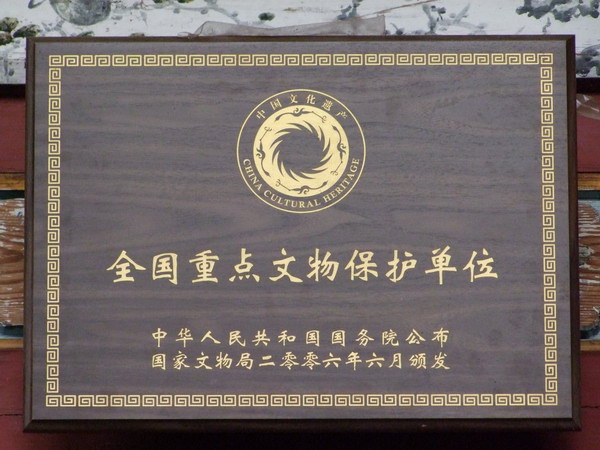 中国文化遗产
CHINA CULTURAL HERITAGE
全国重点文物保护单位
中华人民共和国国务院公布
国家文物局二零零六年六月颁发